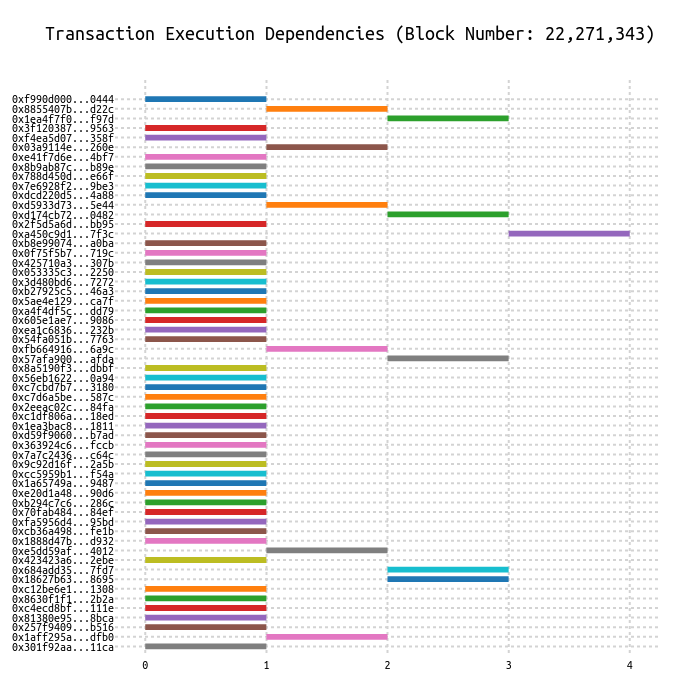 Transaction Execution Dependencies (Block Number: 22,271,343)
0xf990d000...0444
0x8855407b...d22c
0x1ea4f7f0...f97d
0x3f120387...9563
0xf4ea5d07...358f
0x03a9114e...260e
0xe41f7d6e...4bf7
0x8b9ab87c...b89e
0x788d450d...e66f
0x7e6928f2...9be3
0xdcd220d5...4a88
0xd5933d73...5e44
0xd174cb72...0482
0x2f5d5a6d...bb95
0xa450c9d1...7f3c
0xb8e99074...a0ba
0x0f75f5b7...719c
0x425710a3...307b
0x053335c3...2250
0x3d480bd6...7272
0xb27925c5...46a3
0x5ae4e129...ca7f
0xa4f4df5c...dd79
0x605e1ae7...9086
0xea1c6836...232b
0x54fa051b...7763
0xfb664916...6a9c
0x57afa900...afda
0x8a5190f3...dbbf
0x56eb1622...0a94
0xc7cbd7b7...3180
0xc7d6a5be...587c
0x2eeac02c...84fa
0xc1df806a...18ed
0x1ea3bac8...1811
0xd59f9060...b7ad
0x363924c6...fccb
0x7a7c2436...c64c
0x9c92d16f...2a5b
0xcc5959b1...f54a
0x1a65749a...9487
0xe20d1a48...90d6
0xb294c7c6...286c
0x70fab484...84ef
0xfa5956d4...95bd
0xcb36a498...fe1b
0x1888d47b...d932
0xe5dd59af...4012
0x423423a6...2ebe
0x684add35...7fd7
0x18627b63...8695
0xc12be6e1...1308
0x8630f1f1...2b2a
0xc4ecd8bf...111e
0x81380e95...8bca
0x257f9409...b516
0x1aff295a...dfb0
0x301f92aa...11ca
0 1 2 3 4